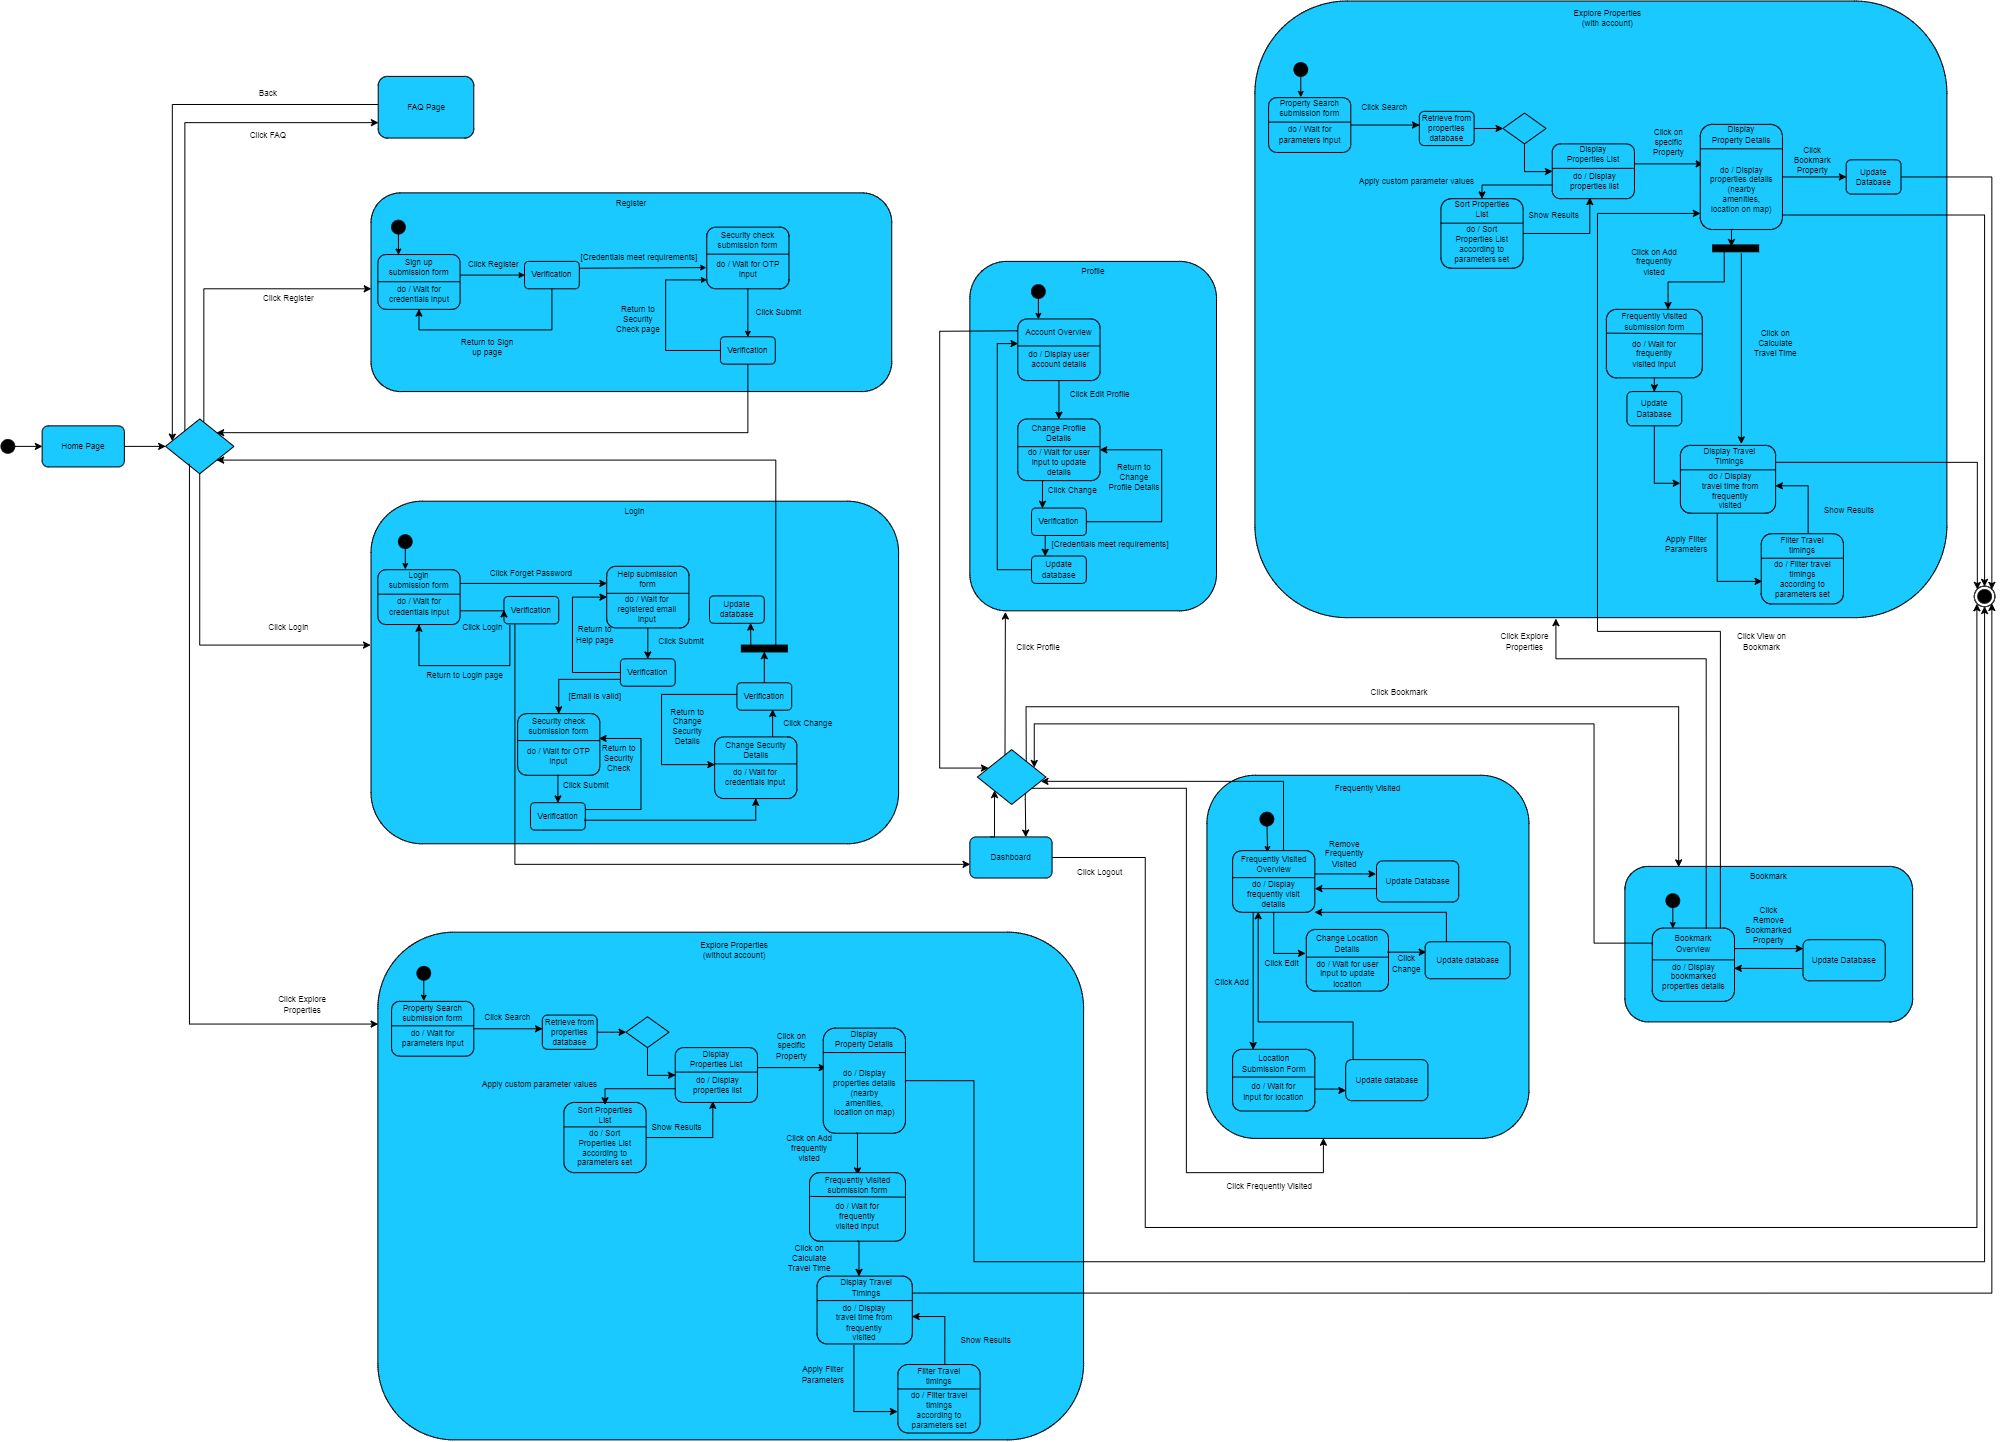 Explore Properties
(with account)
Property Search
submission form
do / Wait for
parameters input
Click Search
Retrieve from
properties
database
Display
Properties List
do / Display
properties list
Apply custom parameter values
Sort Properties
List
do / Sort
Properties List
according to
parameters set
Show Results
Click on
specific
Property
Display
Property Details
do / Display
properties details
(nearby
amenities,
location on map)
Click
Bookmark
Property
Update
Database
Click on Add
frequently
visted
Frequently Visited
submission form
do / Wait for
frequently
visited input
Update
Database
Click on
Calculate
Travel Time
Display Travel
Timings
do / Display
travel time from
frequently
visited
Show Results
Apply Filter
Parameters
Filter Travel
timings
do / Filter travel
timings
according to
parameters set
Back
FAQ Page
Click FAQ
Register
Sign up
submission form
do / Wait for
credentials input
Click Register
Verification
[Credentials meet requirements]
Security check
submission form
do / Wait for OTP
input
Return to
Security
Check page
Click Submit
Verification
Return to Sign
up page
Click Register
Home Page
Profile
Account Overview
do / Display user
account details
Click Edit Profile
Change Profile
Details
do / Wait for user
input to update
details
Return to
Change
Profile Details
Click Change
Verification
[Credentials meet requirements]
Update
database
Login
Login
submission form
do / Wait for
credentials input
Click Forget Password
Click Login
Verification
Return to Login page
Help submission
form
do / Wait for
registered email
input
Return to
Help page
Click Submit
Verification
[Email is valid]
Security check
submission form
do / Wait for OTP
input
Return to
Security
Check
Click Submit
Verification
Update
database
Verification
Return to
Change
Security
Details
Click Change
Change Security
Details
do / Wait for
credentials input
Click Login
Click Profile
Click Explore
Properties
Click View on
Bookmark
Click Bookmark
Dashboard
Click Logout
Frequently Visited
Frequently Visited
Overview
do / Display
frequently visit
details
Remove
Frequently
Visited
Update Database
Click Edit
Change Location
Details
do / Wait for user
input to update
location
Click
Change
Update database
Click Add
Location
Submission Form
do / Wait for
input for location
Update database
Click Frequently Visited
Bookmark
Bookmark
Overview
do / Display
bookmarked
properties details
Click
Remove
Bookmarked
Property
Update Database
Click Explore
Properties
Explore Properties
(without account)
Property Search
submission form
do / Wait for
parameters input
Click Search
Retrieve from
properties
database
Display
Properties List
do / Display
properties list
Apply custom parameter values
Sort Properties
List
do / Sort
Properties List
according to
parameters set
Show Results
Click on
specific
Property
Display
Property Details
do / Display
properties details
(nearby
amenities,
location on map)
Click on Add
frequently
visted
Frequently Visited
submission form
do / Wait for
frequently
visited input
Click on
Calculate
Travel Time
Display Travel
Timings
do / Display
travel time from
frequently
visited
Show Results
Apply Filter
Parameters
Filter Travel
timings
do / Filter travel
timings
according to
parameters set